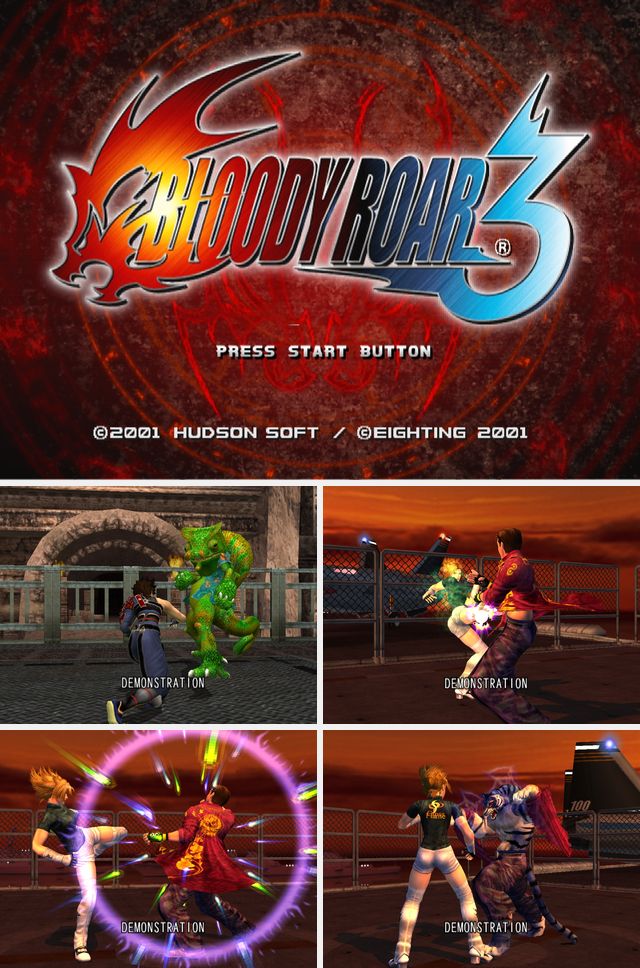 BLOODY ROAR 3 ®
PRESS START BUTTON
©2001 HUDSON SOFT / ©EIGHTING 2001
DEMONSTRATION
DEMONSTRATION
DEMONSTRATION
100
DEMONSTRATION